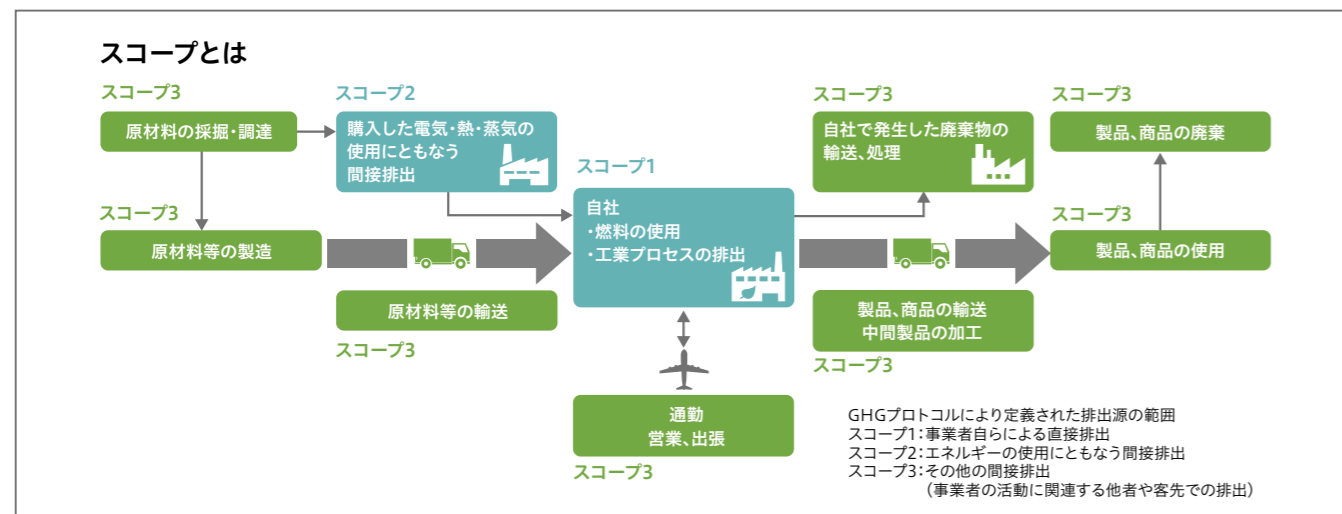 スコープとは
スコープ3
原材料の採掘・調達
スコープ2
購入した電気・熱・蒸気の
使用にともなう
間接排出
スコープ3
原材料等の製造
原材料等の輸送
スコープ3
スコープ1
自社
・燃料の使用
・工業プロセスの排出
通勤
営業、出張
スコープ3
スコープ3
自社で発生した廃棄物の
輸送、処理
製品、商品の輸送
中間製品の加工
スコープ3
スコープ3
製品、商品の廃棄
スコープ3
製品、商品の使用
GHGプロトコルにより定義された排出源の範囲
スコープ1：事業者自らによる直接排出
スコープ2：エネルギーの使用にともなう間接排出
スコープ3：その他の間接排出
（事業者の活動に関連する他者や客先での排出）